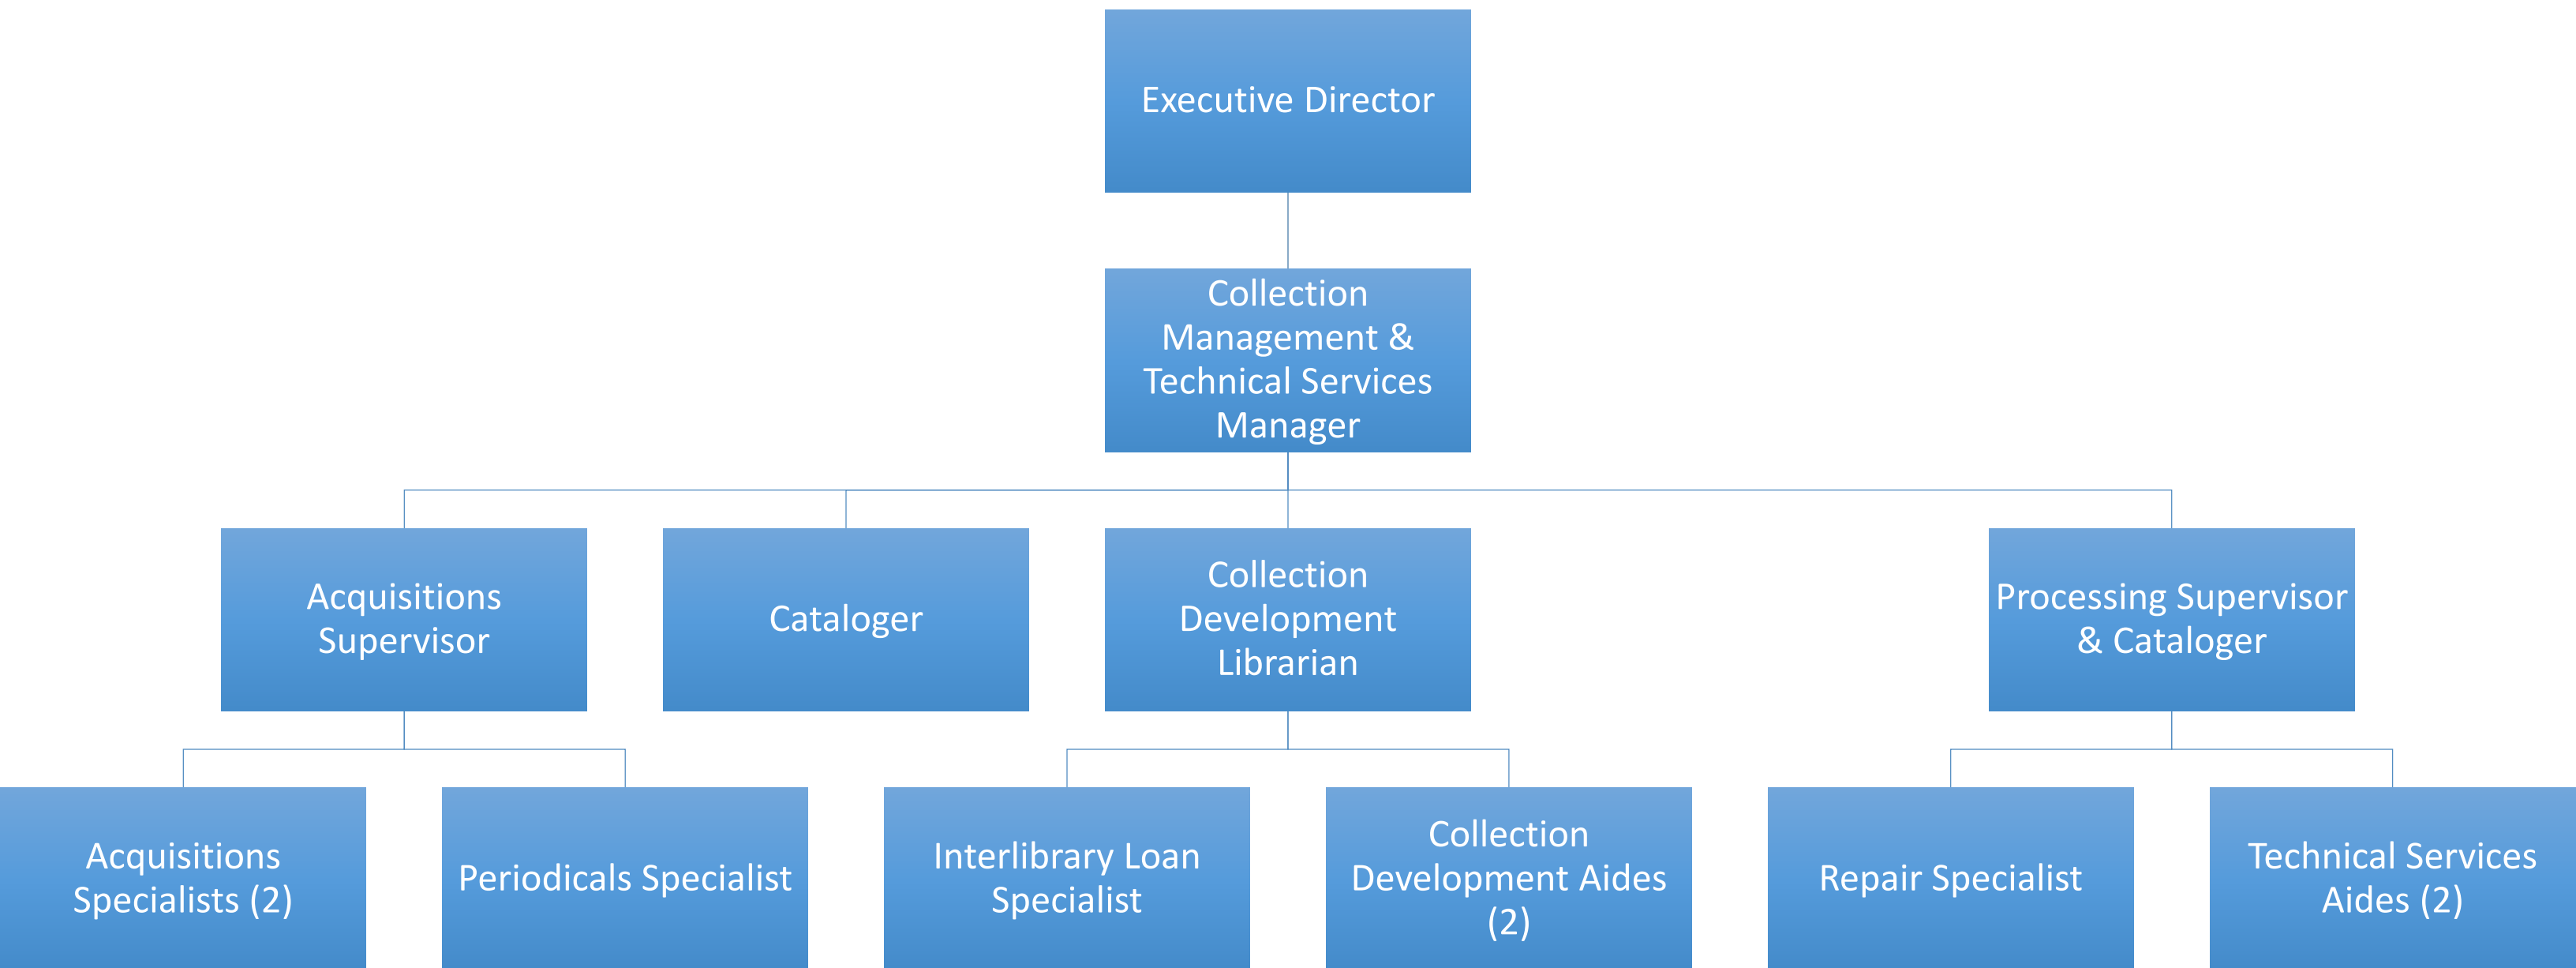 Executive Director
Collection
Management &
Technical Services
Manager
Acquisitions
Supervisor
Cataloger
Collection
Development
Librarian
Processing Supervisor
& Cataloger
Acquisitions
Specialists (2)
Periodicals Specialist
Interlibrary Loan
Specialist
Collection
Development Aides
(2)
Repair Specialist
Technical Services
Aides (2)